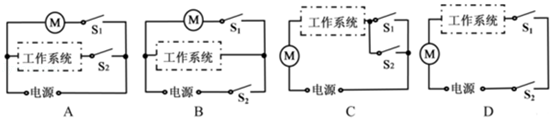 M S₁
工作系统 S₂
电源
A
M S₁
工作系统
电源 S₂
B
工作系统 S₁
M S₂
电源
C
工作系统 S₁
M
电源 S₂
D